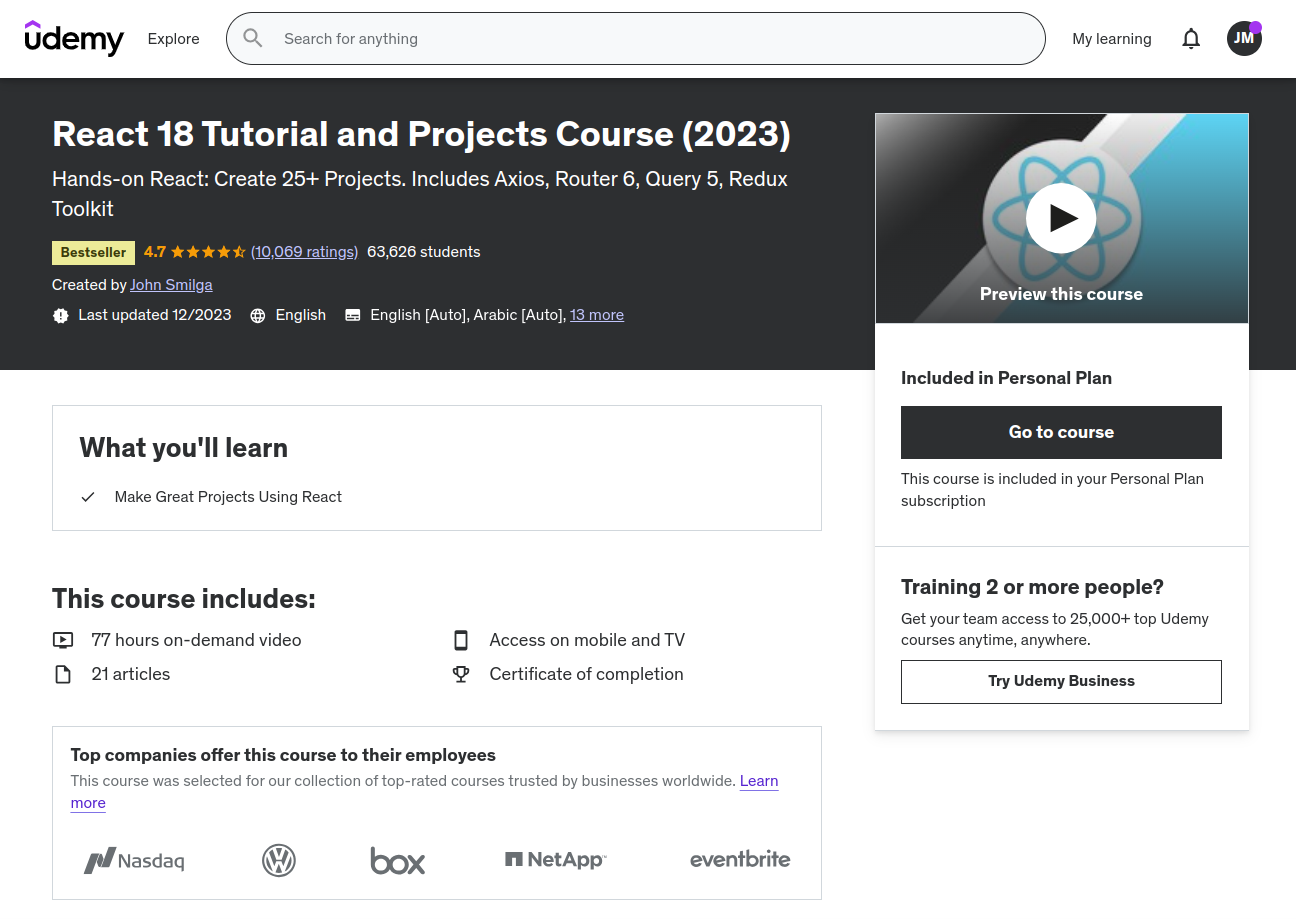 udemy
Explore
Search for anything
My learning
JM
React 18 Tutorial and Projects Course (2023)
Hands-on React: Create 25+ Projects. Includes Axios, Router 6, Query 5, Redux
Toolkit
Bestseller 4.7 (10,069 ratings) 63,626 students
Created by John Smilga
Last updated 12/2023 English English [Auto], Arabic [Auto], 13 more
Preview this course
Included in Personal Plan
Go to course
This course is included in your Personal Plan
subscription
Training 2 or more people?
Get your team access to 25,000+ top Udemy
courses anytime, anywhere.
Try Udemy Business
What you'll learn
Make Great Projects Using React
This course includes:
77 hours on-demand video
Access on mobile and TV
21 articles
Certificate of completion
Top companies offer this course to their employees
This course was selected for our collection of top-rated courses trusted by businesses worldwide. Learn
more
Nasdaq
box
NetApp™
eventbrite